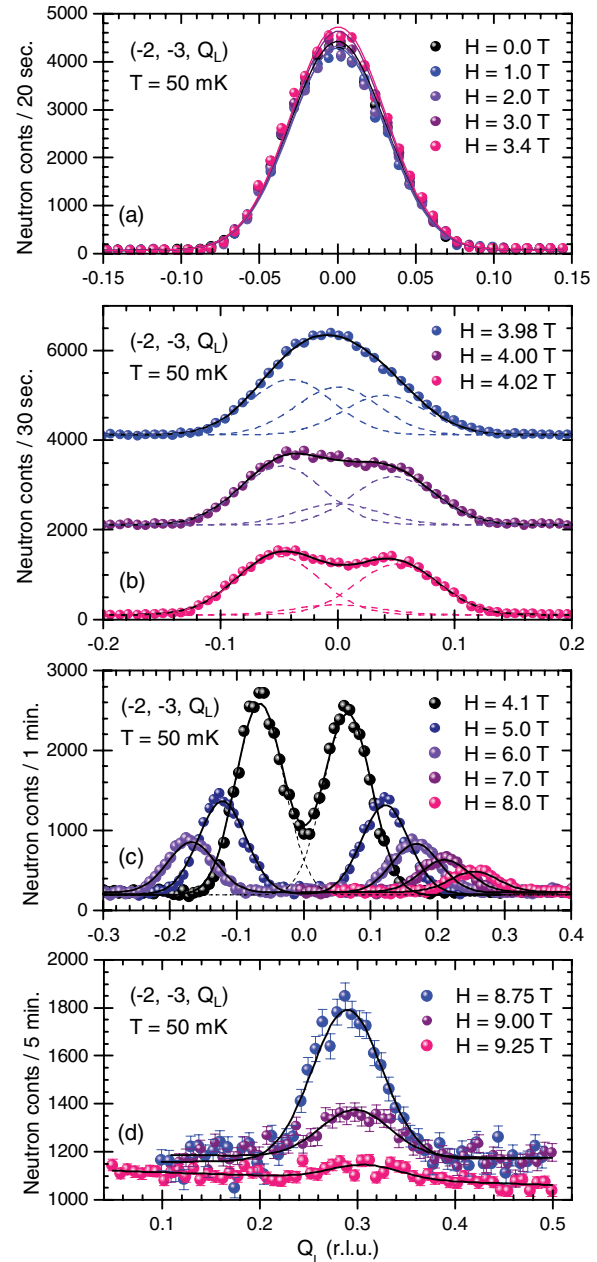 5000
4000
3000
2000
1000
0
Neutron conts / 20 sec.
(-2, -3, Q_L)
T = 50 mK
H = 0.0 T
H = 1.0 T
H = 2.0 T
H = 3.0 T
H = 3.4 T
(a)
-0.15 -0.10 -0.05 0.00 0.05 0.10 0.15
6000
4000
2000
0
Neutron conts / 30 sec.
(-2, -3, Q_L)
T = 50 mK
H = 3.98 T
H = 4.00 T
H = 4.02 T
(b)
-0.2 -0.1 0.0 0.1 0.2
3000
2000
1000
0
Neutron conts / 1 min.
(-2, -3, Q_L)
T = 50 mK
H = 4.1 T
H = 5.0 T
H = 6.0 T
H = 7.0 T
H = 8.0 T
(c)
-0.3 -0.2 -0.1 0.0 0.1 0.2 0.3 0.4
2000
1800
1600
1400
1200
1000
Neutron conts / 5 min.
(-2, -3, Q_L)
T = 50 mK
H = 8.75 T
H = 9.00 T
H = 9.25 T
(d)
0.1 0.2 0.3 0.4 0.5
Q_L (r.l.u.)